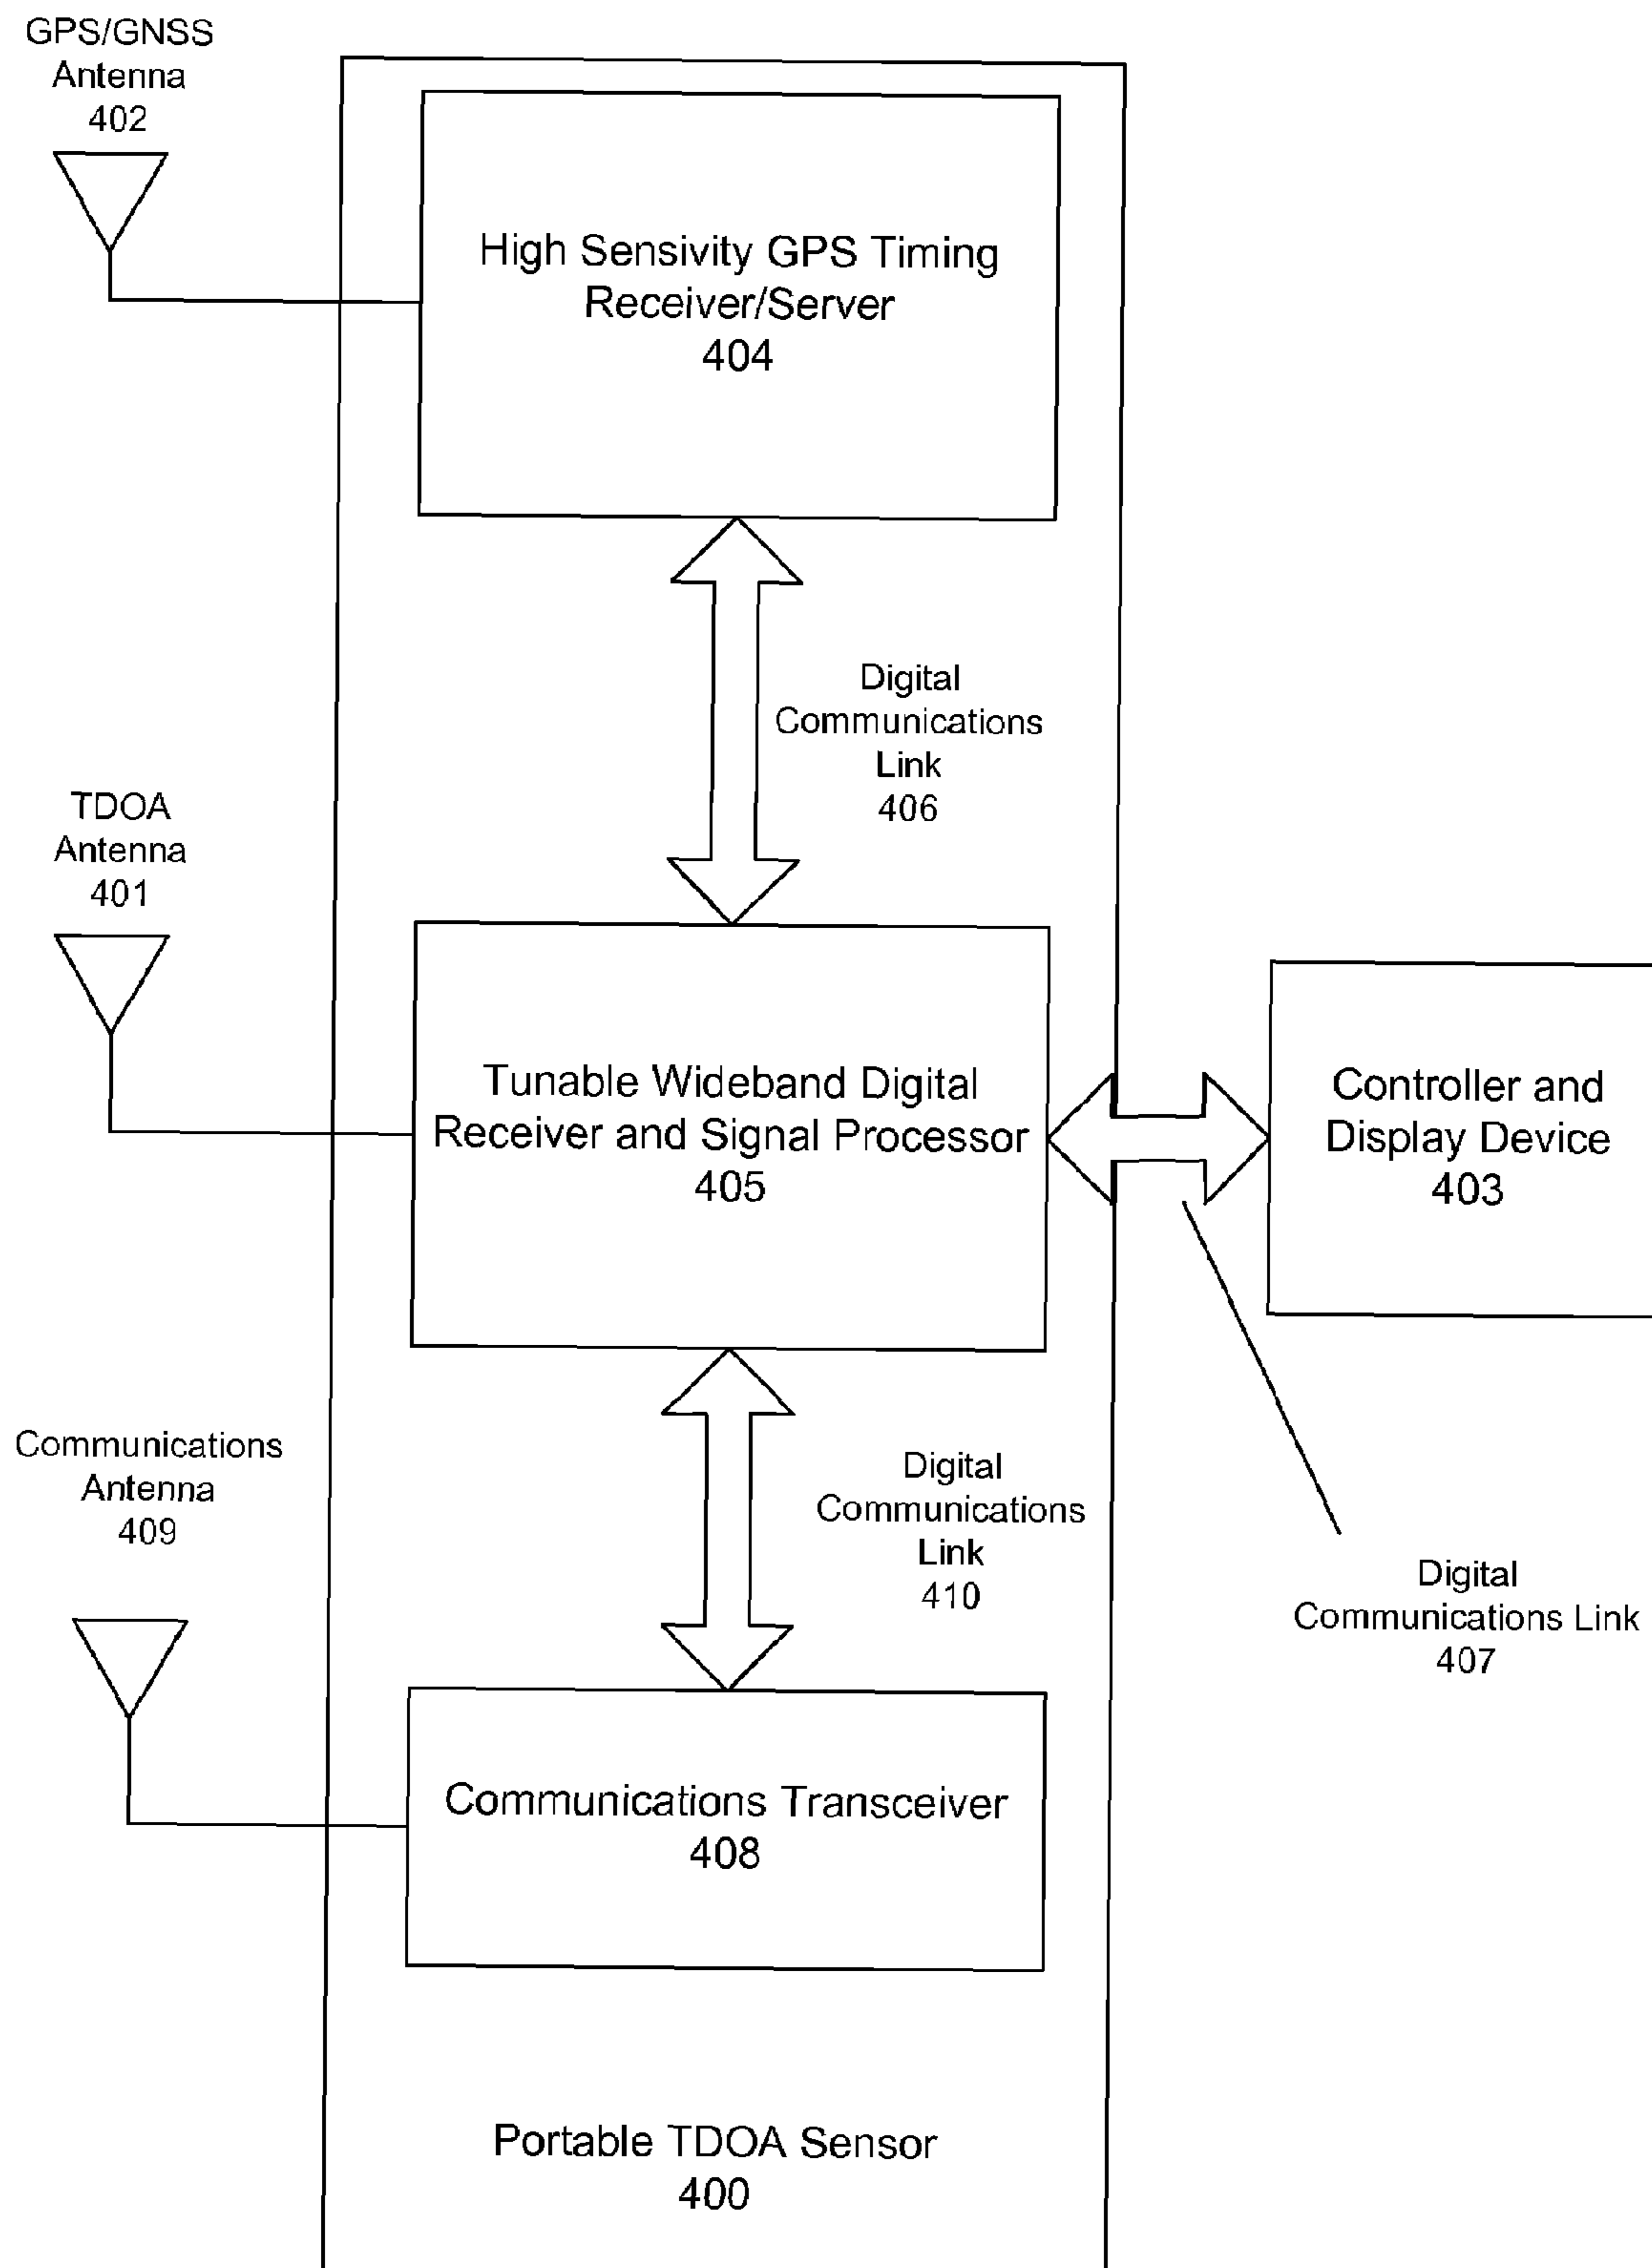 GPS/GNSS
Antenna
402
High Sensivity GPS Timing
Receiver/Server
404
Digital
Communications
Link
406
TDOA
Antenna
401
Tunable Wideband Digital
Receiver and Signal Processor
405
Controller and
Display Device
403
Communications
Antenna
409
Digital
Communications
Link
410
Digital
Communications Link
407
Communications Transceiver
408
Portable TDOA Sensor
400